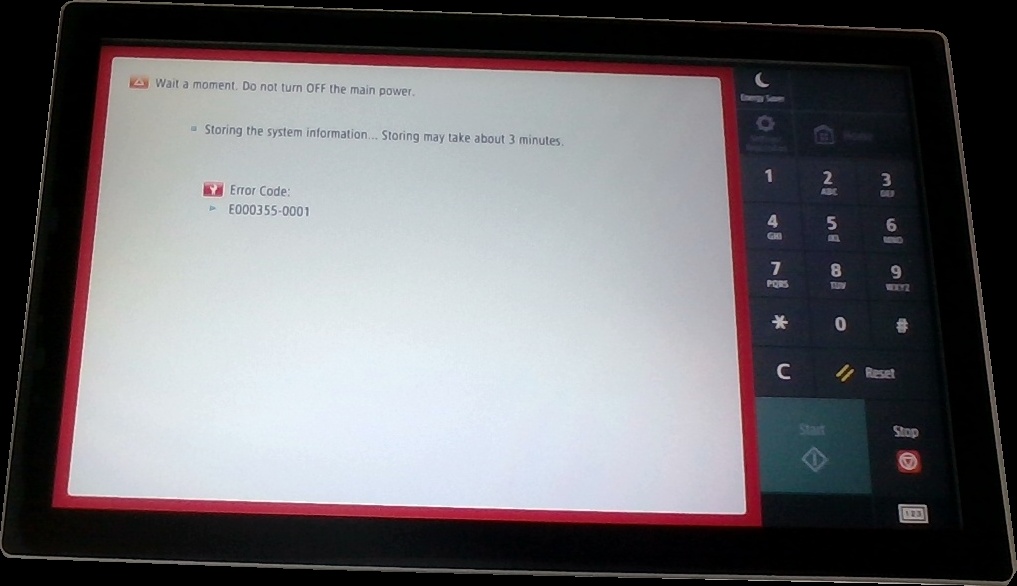 Wait a moment. Do not turn OFF the main power.
Storing the system information... Storing may take about 3 minutes.
Error Code:
E000355-0001
Energy Saver
Home
1
2 ABC
3 DEF
4 GHI
5 JKL
6 MNO
7 PQRS
8 TUV
9 WXYZ
* 0 #
C Reset
Start
Stop
123